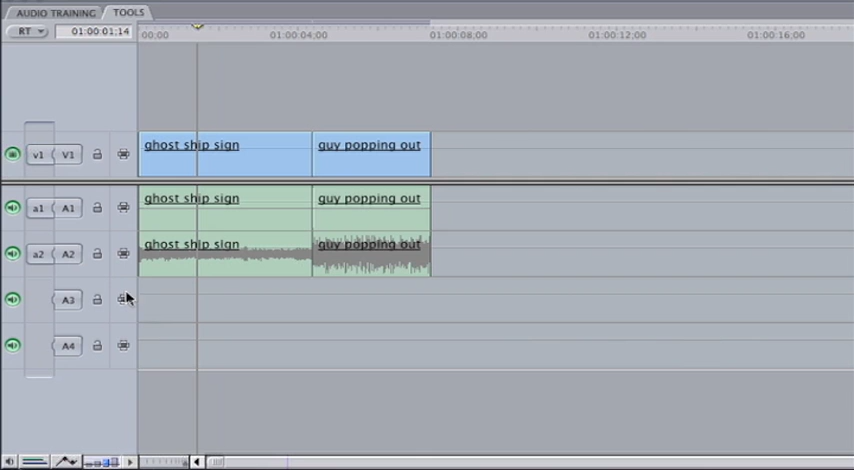 AUDIO TRAINING TOOLS
RT 01:00:01;14 00;00 01:00:04;00 01:00:08;00 01:00:12;00 01:00:16;00
v1 V1 ghost ship sign guy popping out
a1 A1 ghost ship sign guy popping out
a2 A2 ghost ship sign guy popping out
A3
A4